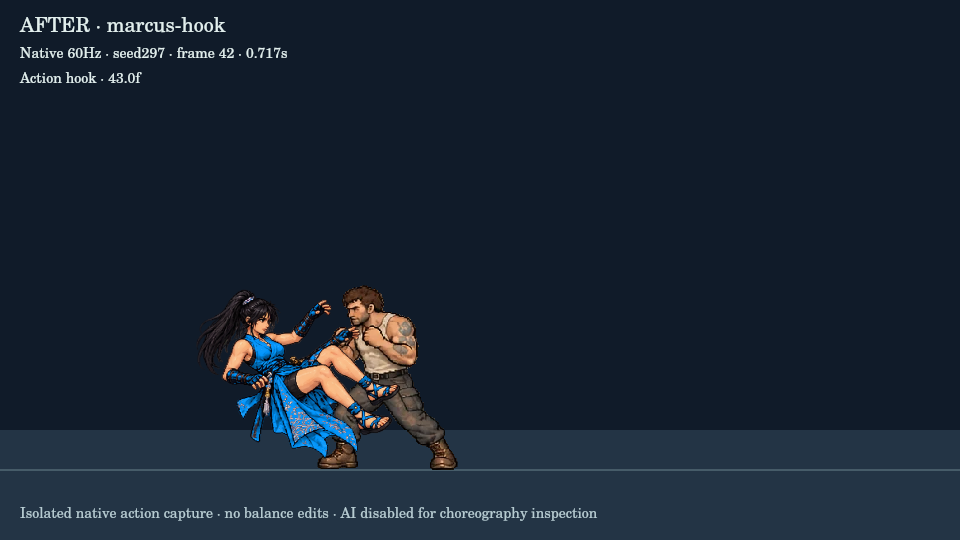 AFTER · marcus-hook
Native 60Hz · seed297 · frame 42 · 0.717s
Action hook · 43.0f
Isolated native action capture · no balance edits · AI disabled for choreography inspection